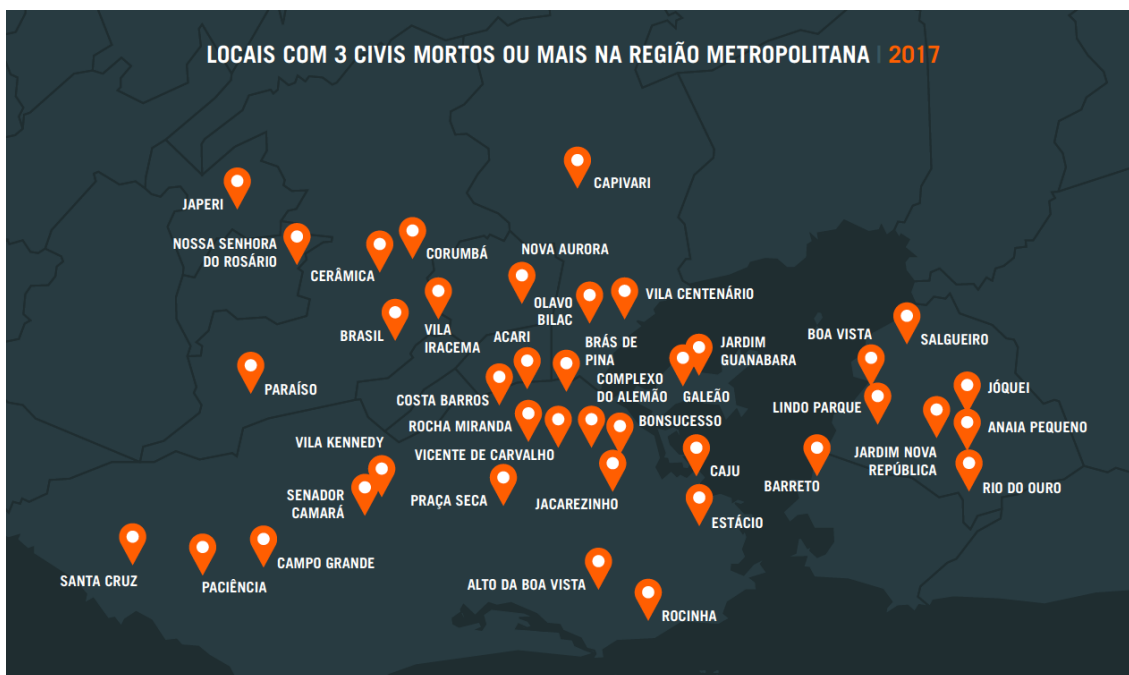 LOCAIS COM 3 CIVIS MORTOS OU MAIS NA REGIÃO METROPOLITANA | 2017
CAPIVARI
JAPERI
NOSSA SENHORA
DO ROSÁRIO
CERÂMICA
CORUMBÁ
NOVA AURORA
OLAVO
BILAC
VILA CENTENÁRIO
BRASIL
VILA
IRACEMA
ACARI
BRÁS DE
PINA
JARDIM
GUANABARA
BOA VISTA
SALGUEIRO
PARAÍSO
COSTA BARROS
COMPLEXO
DO ALEMÃO
GALEÃO
LINDO PARQUE
JÓQUEI
ROCHA MIRANDA
BONSUCESSO
ANAIA PEQUENO
VILA KENNEDY
VICENTE DE CARVALHO
JARDIM NOVA
REPÚBLICA
CAJU
BARRETO
RIO DO OURO
SENADOR
CAMARÁ
PRAÇA SECA
JACAREZINHO
ESTÁCIO
SANTA CRUZ
PACIÊNCIA
CAMPO GRANDE
ALTO DA BOA VISTA
ROCINHA